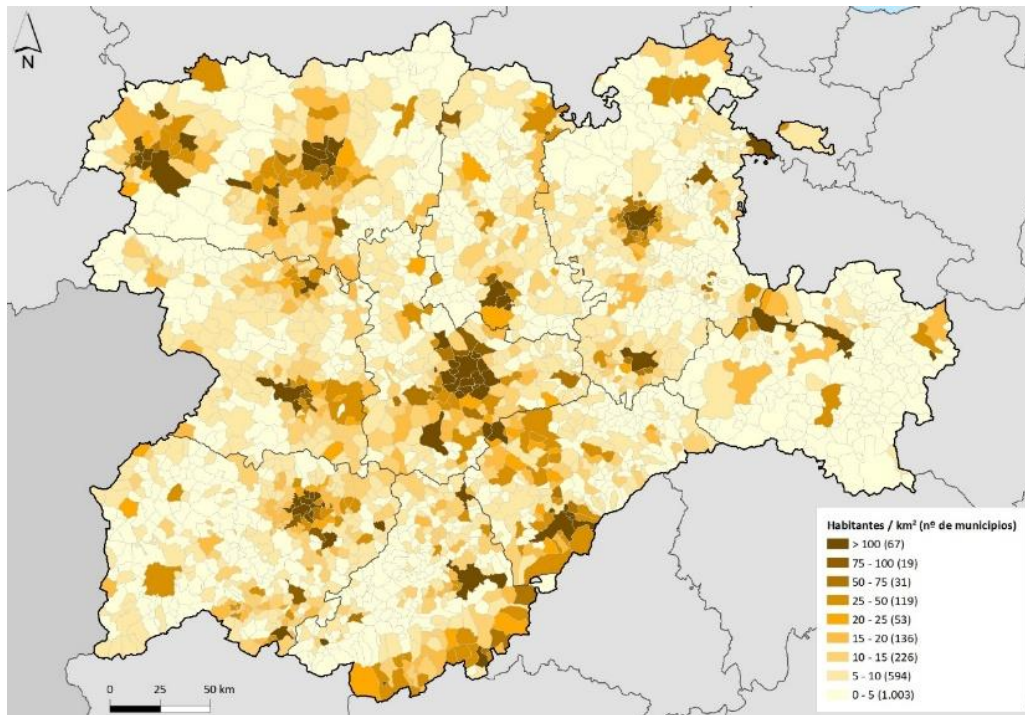 N
Habitantes / km² (nº de municipios)
> 100 (67)
75 - 100 (19)
50 - 75 (31)
25 - 50 (119)
20 - 25 (53)
15 - 20 (136)
10 - 15 (226)
5 - 10 (594)
0 - 5 (1.003)
0 25 50 km